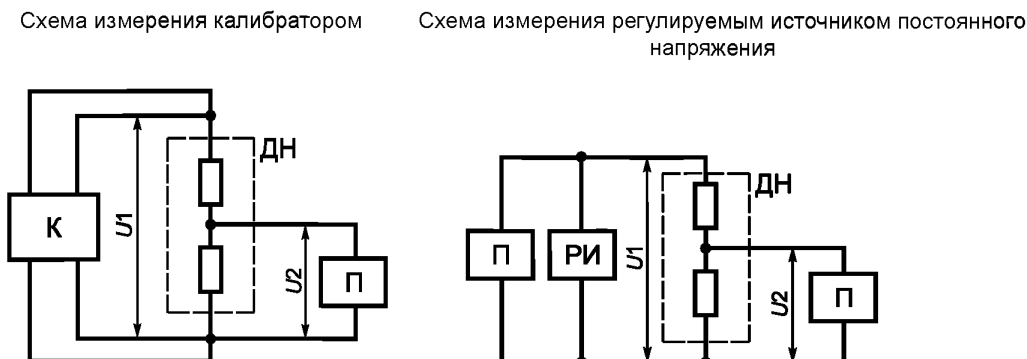 Схема измерения калибратором
Схема измерения регулируемым источником постоянного
напряжения
ДН
К
U1
U2
П
ДН
П
РИ
U1
U2
П